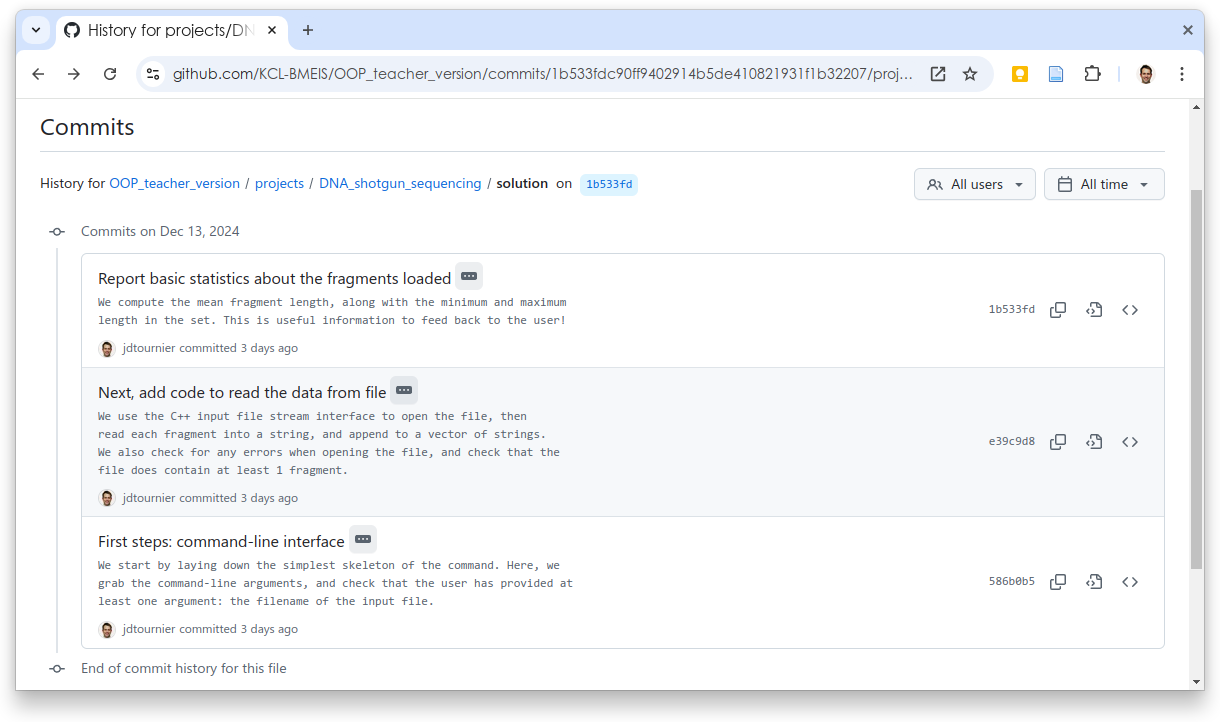 History for projects/DN
github.com/KCL-BMEIS/OOP_teacher_version/commits/1b533fdc90ff9402914b5de410821931f1b32207/proj...
Commits
History for OOP_teacher_version / projects / DNA_shotgun_sequencing / solution on 1b533fd
All users
All time
Commits on Dec 13, 2024
Report basic statistics about the fragments loaded
We compute the mean fragment length, along with the minimum and maximum
length in the set. This is useful information to feed back to the user!
jdtournier committed 3 days ago
1b533fd
Next, add code to read the data from file
We use the C++ input file stream interface to open the file, then
read each fragment into a string, and append to a vector of strings.
We also check for any errors when opening the file, and check that the
file does contain at least 1 fragment.
jdtournier committed 3 days ago
e39c9d8
First steps: command-line interface
We start by laying down the simplest skeleton of the command. Here, we
grab the command-line arguments, and check that the user has provided at
least one argument: the filename of the input file.
jdtournier committed 3 days ago
586b0b5
End of commit history for this file